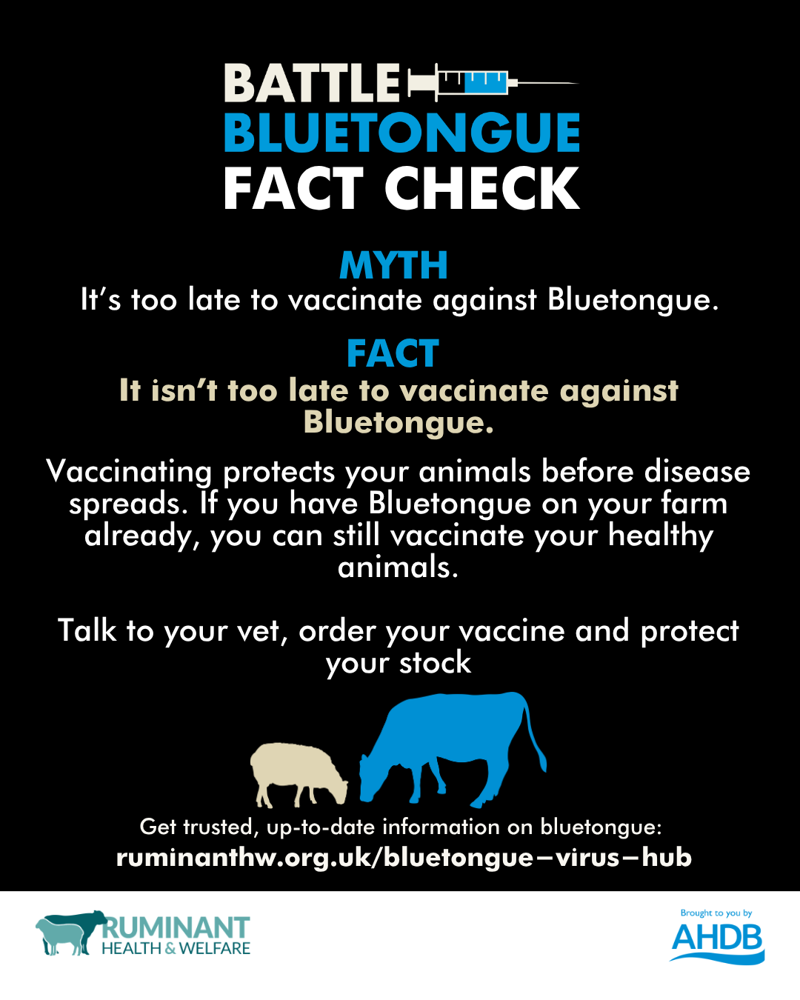 BATTLE
BLUETONGUE
FACT CHECK
MYTH
It’s too late to vaccinate against Bluetongue.
FACT
It isn’t too late to vaccinate against
Bluetongue.
Vaccinating protects your animals before disease
spreads. If you have Bluetongue on your farm
already, you can still vaccinate your healthy
animals.
Talk to your vet, order your vaccine and protect
your stock
Get trusted, up-to-date information on bluetongue:
ruminanthw.org.uk/bluetongue–virus–hub
RUMINANT
HEALTH & WELFARE
Brought to you by
AHDB